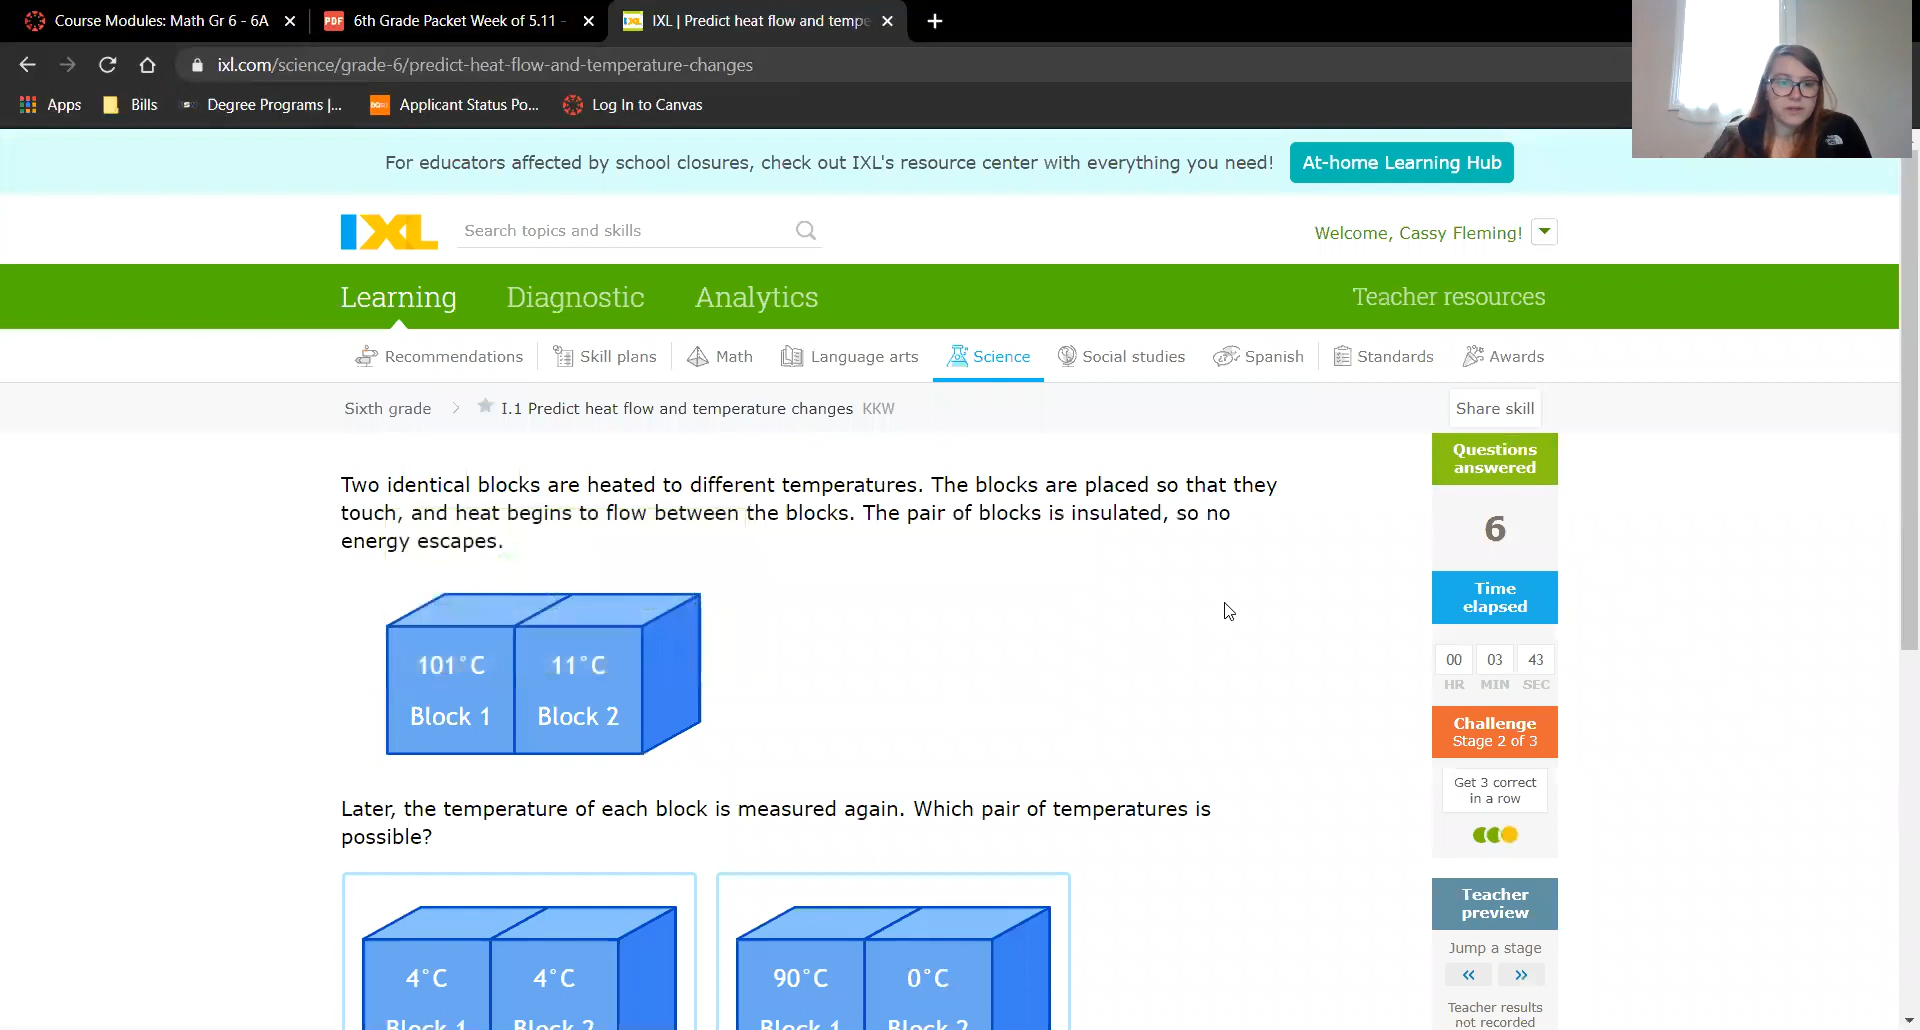 Course Modules: Math Gr 6 - 6A
6th Grade Packet Week of 5.11 -
IXL | Predict heat flow and tempe
ixl.com/science/grade-6/predict-heat-flow-and-temperature-changes
Apps
Bills
Degree Programs |...
Applicant Status Po...
Log In to Canvas
For educators affected by school closures, check out IXL's resource center with everything you need!
At-home Learning Hub
IXL
Search topics and skills
Welcome, Cassy Fleming!
Learning
Diagnostic
Analytics
Teacher resources
Recommendations
Skill plans
Math
Language arts
Science
Social studies
Spanish
Standards
Awards
Sixth grade
I.1 Predict heat flow and temperature changes KKW
Share skill
Two identical blocks are heated to different temperatures. The blocks are placed so that they
touch, and heat begins to flow between the blocks. The pair of blocks is insulated, so no
energy escapes.
101°C
11°C
Block 1
Block 2
Later, the temperature of each block is measured again. Which pair of temperatures is
possible?
4°C
4°C
Block 1
Block 2
90°C
0°C
Block 1
Block 2
Questions
answered
6
Time
elapsed
00
03
43
HR
MIN
SEC
Challenge
Stage 2 of 3
Get 3 correct
in a row
Teacher
preview
Jump a stage
Teacher results
not recorded